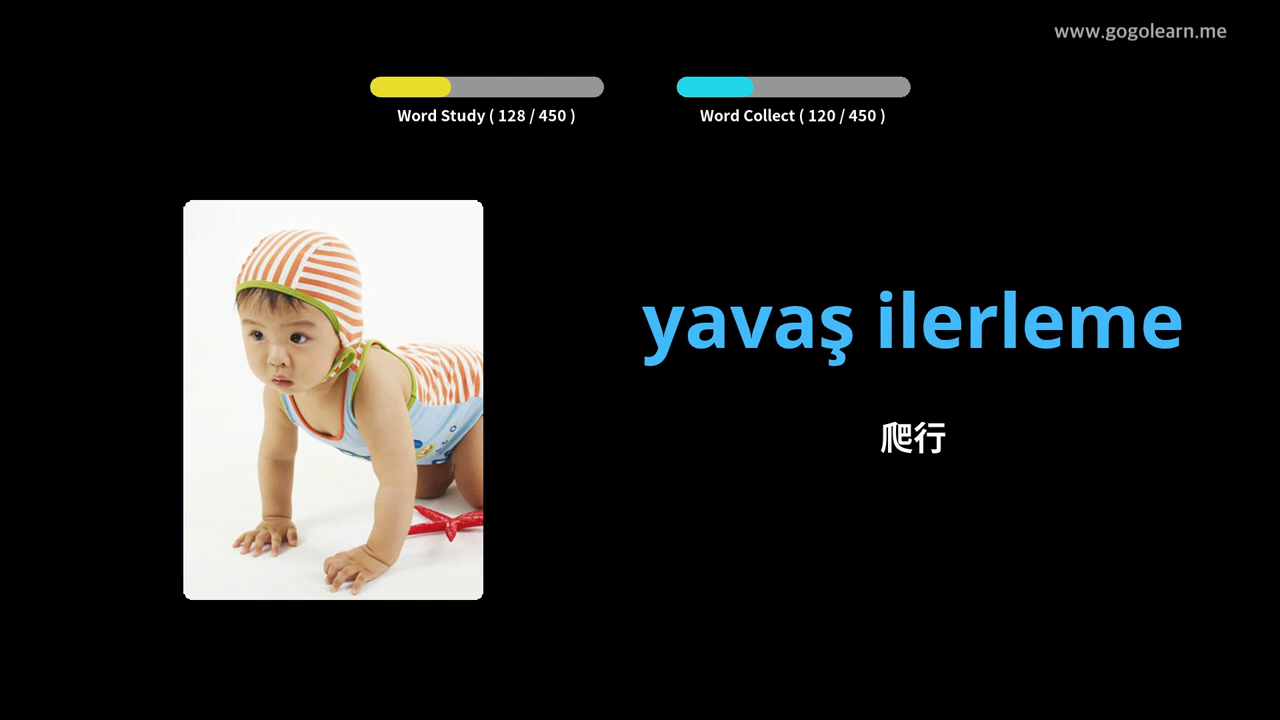 www.gogolearn.me
Word Study ( 128 / 450 )
Word Collect ( 120 / 450 )
yavaş ilerleme
爬行